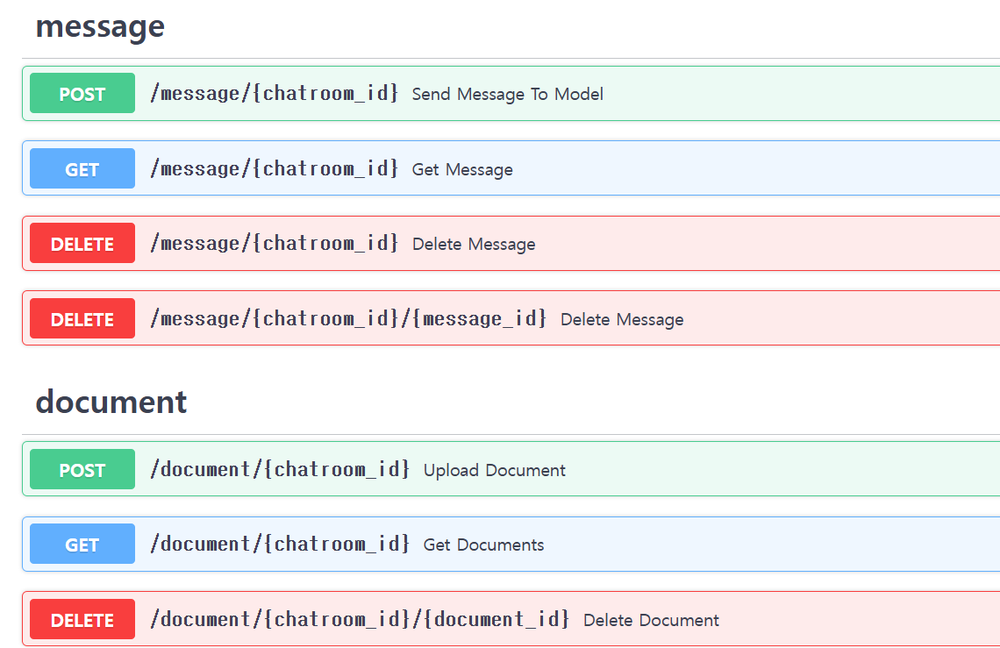 message
POST /message/{chatroom_id} Send Message To Model
GET /message/{chatroom_id} Get Message
DELETE /message/{chatroom_id} Delete Message
DELETE /message/{chatroom_id}/{message_id} Delete Message
document
POST /document/{chatroom_id} Upload Document
GET /document/{chatroom_id} Get Documents
DELETE /document/{chatroom_id}/{document_id} Delete Document